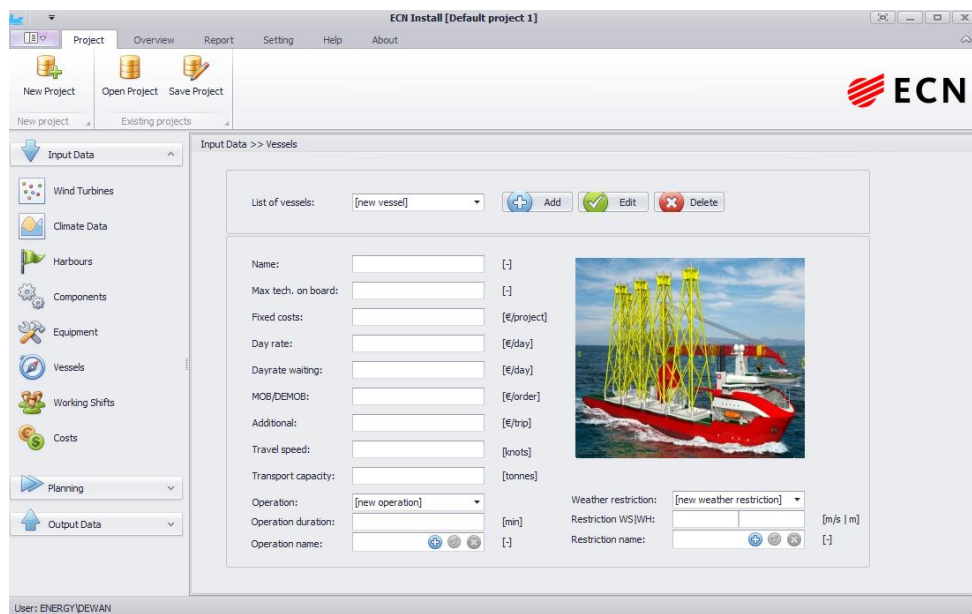 ECN Install [Default project 1]
Project Overview Report Setting Help About
New Project Open Project Save Project
ECN
New project Existing projects
Input Data
Input Data >> Vessels
Wind Turbines
Climate Data
Harbours
Components
Equipment
Vessels
Working Shifts
Costs
Planning
Output Data
List of vessels: [new vessel] Add Edit Delete
Name: [-]
Max tech. on board: [-]
Fixed costs: [€/project]
Day rate: [€/day]
Dayrate waiting: [€/day]
MOB/DEMOB: [€/order]
Additional: [€/trip]
Travel speed: [knots]
Transport capacity: [tonnes]
Operation: [new operation]
Operation duration: [min]
Operation name: [-]
Weather restriction: [new weather restriction]
Restriction WS|WH: [m/s | m]
Restriction name: [-]
User: ENERGY\DEWAN